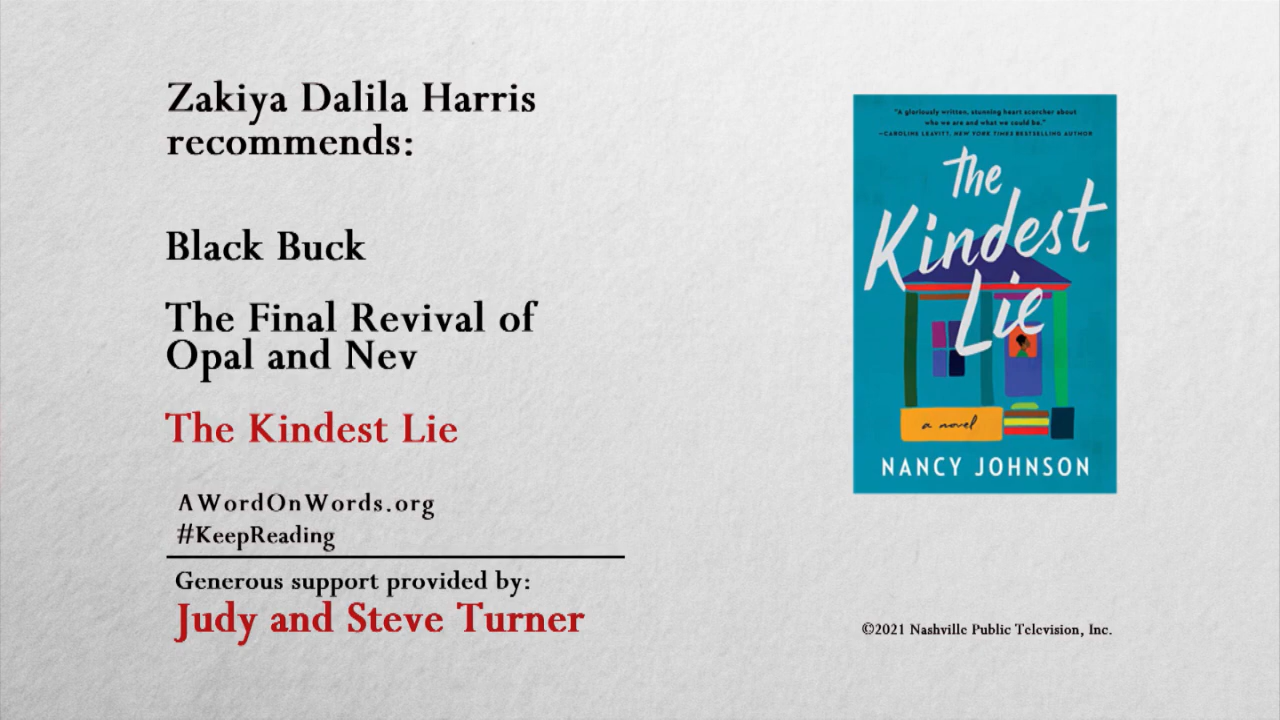 Zakiya Dalila Harris
recommends:
Black Buck
The Final Revival of
Opal and Nev
The Kindest Lie
AWordOnWords.org
#KeepReading
Generous support provided by:
Judy and Steve Turner
"A gloriously written, stunning heart scorcher about
who we are and what we could be."
—CAROLINE LEAVITT, NEW YORK TIMES BESTSELLING AUTHOR
The
Kindest
Lie
a novel
NANCY JOHNSON
©2021 Nashville Public Television, Inc.